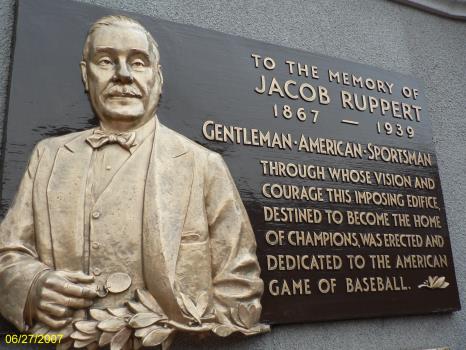 TO THE MEMORY OF
JACOB RUPPERT
1867 — 1939
GENTLEMAN·AMERICAN·SPORTSMAN
THROUGH WHOSE VISION AND
COURAGE THIS IMPOSING EDIFICE,
DESTINED TO BECOME THE HOME
OF CHAMPIONS, WAS ERECTED AND
DEDICATED TO THE AMERICAN
GAME OF BASEBALL.
06/27/2007